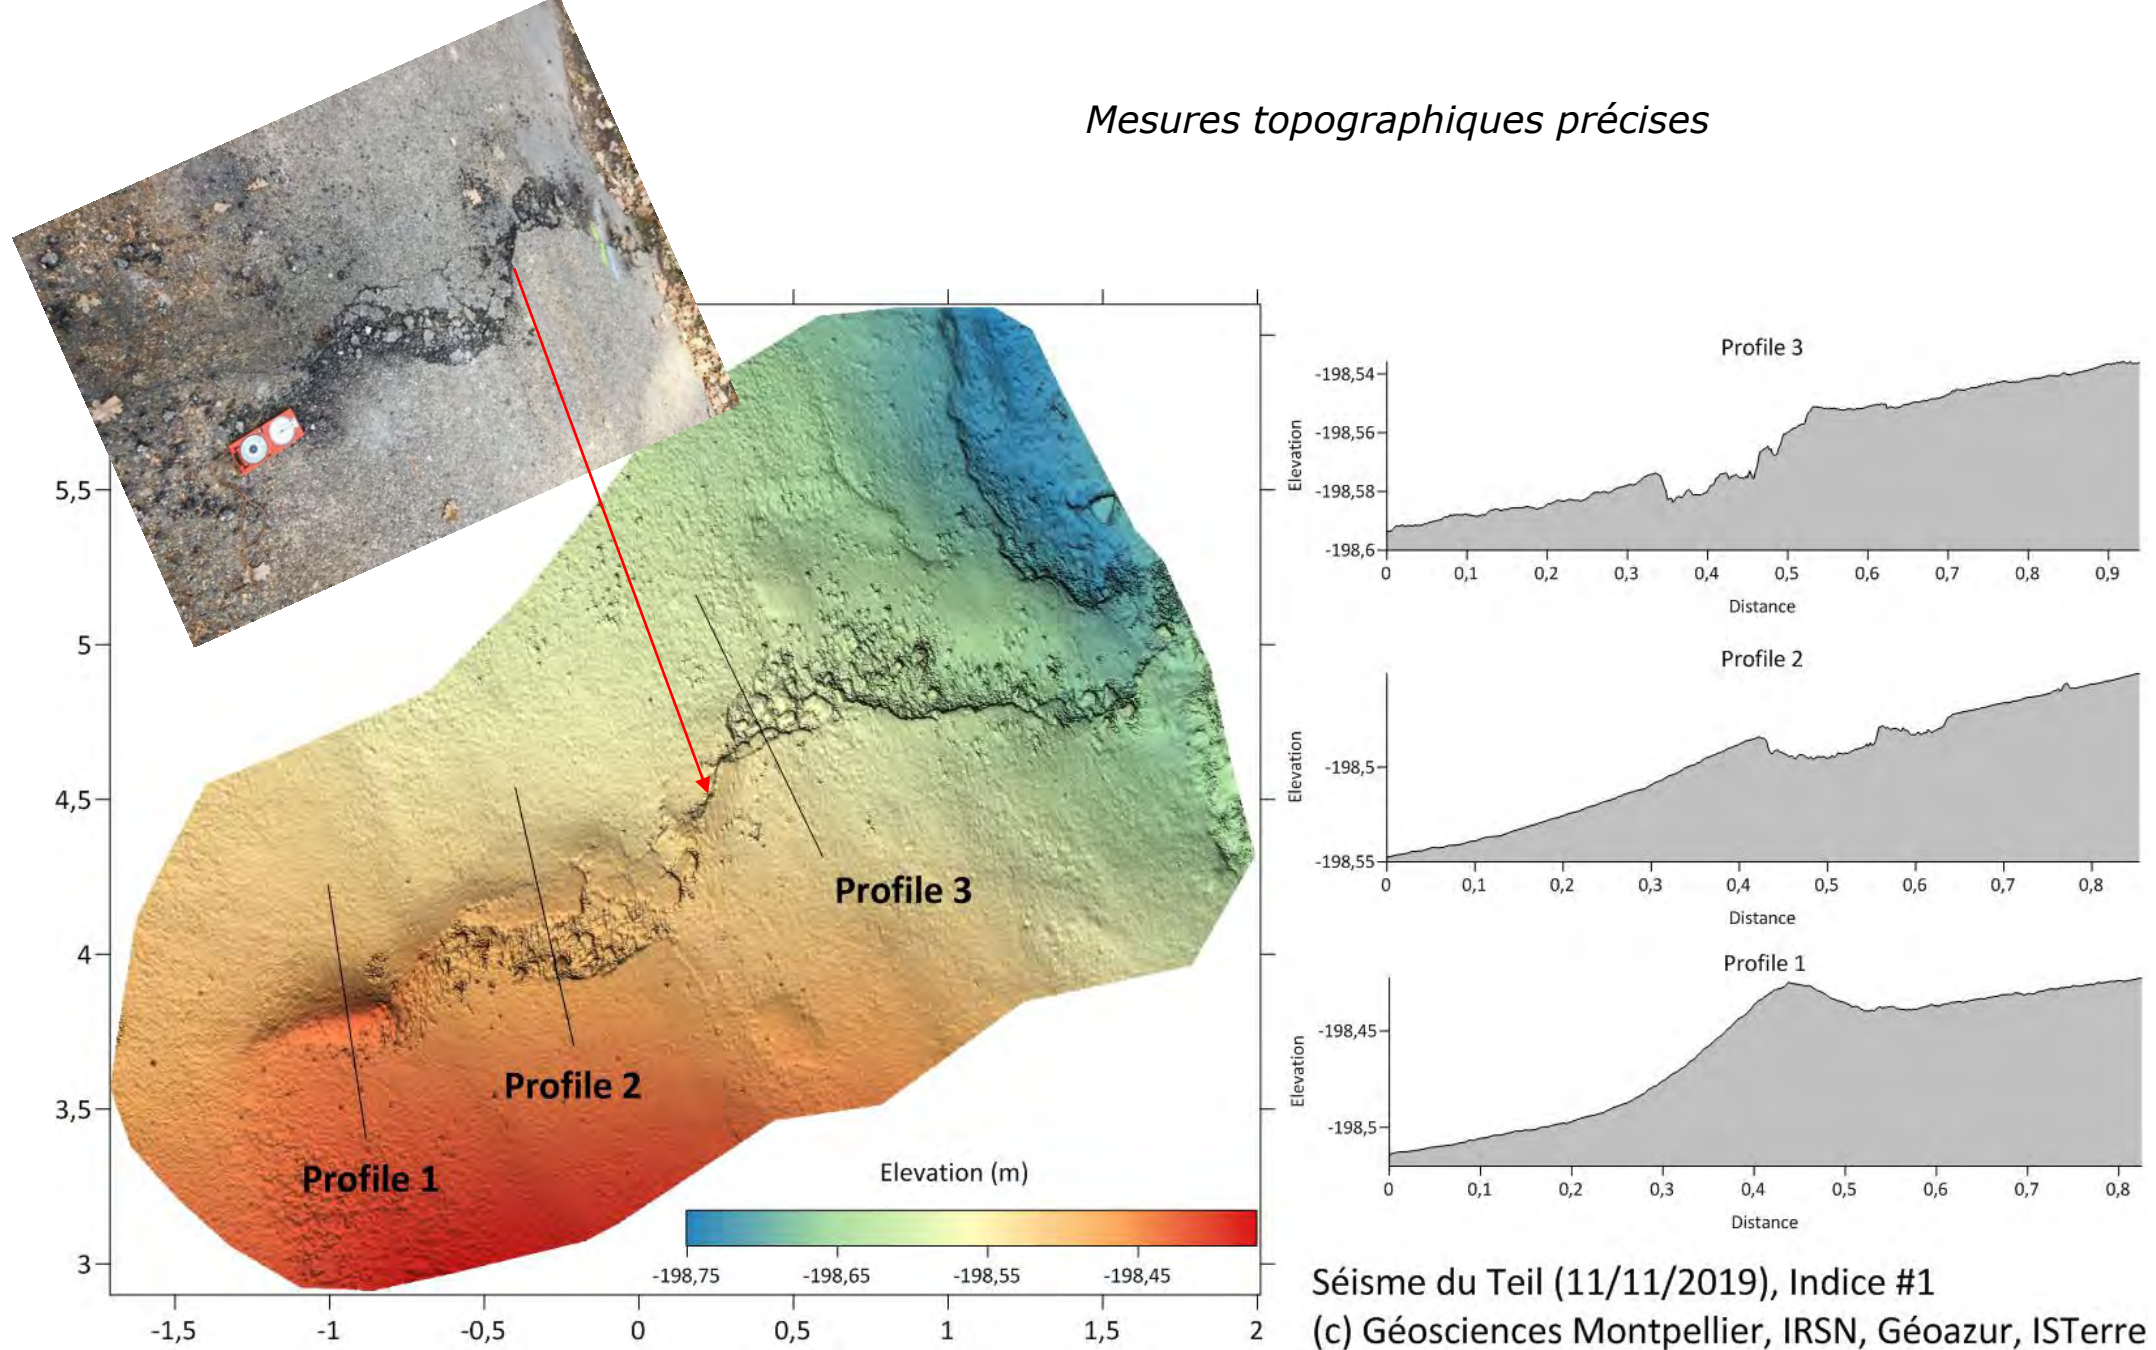 Mesures topographiques précises
Profile 3
Elevation
-198,54
-198,56
-198,58
-198,6
0 0,1 0,2 0,3 0,4 0,5 0,6 0,7 0,8 0,9
Distance
Profile 2
Elevation
-198,5
-198,55
0 0,1 0,2 0,3 0,4 0,5 0,6 0,7 0,8
Distance
Profile 1
Elevation
-198,45
-198,5
0 0,1 0,2 0,3 0,4 0,5 0,6 0,7 0,8
Distance
5,5
5
4,5
4
3,5
3
Profile 3
Profile 2
Profile 1
Elevation (m)
-198,75 -198,65 -198,55 -198,45
-1,5 -1 -0,5 0 0,5 1 1,5 2
Séisme du Teil (11/11/2019), Indice #1
(c) Géosciences Montpellier, IRSN, Géoazur, ISTerre